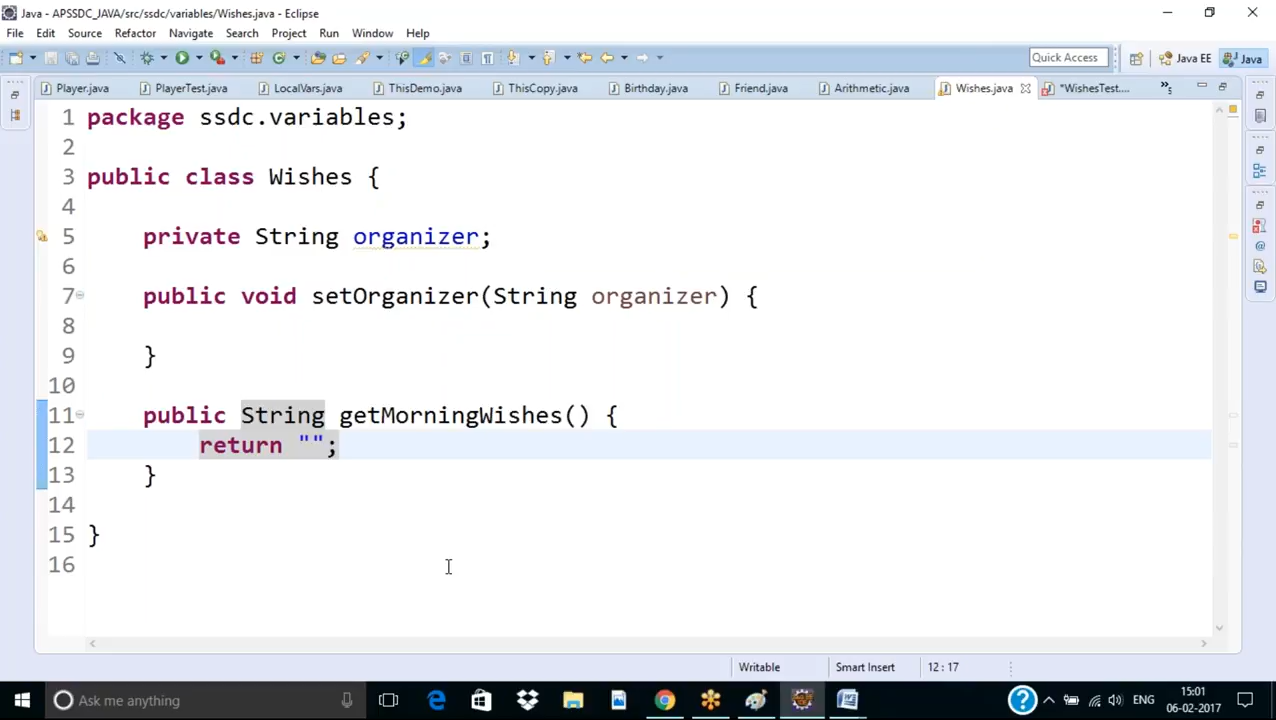 Java - APSSDC_JAVA/src/ssdc/variables/Wishes.java - Eclipse
File Edit Source Refactor Navigate Search Project Run Window Help
Quick Access Java EE Java
Player.java PlayerTest.java LocalVars.java ThisDemo.java ThisCopy.java Birthday.java Friend.java Arithmetic.java Wishes.java *WishesTest.... »5
1 package ssdc.variables;
2
3 public class Wishes {
4
5 private String organizer;
6
7 public void setOrganizer(String organizer) {
8
9 }
10
11 public String getMorningWishes() {
12 return "";
13 }
14
15 }
16
Writable Smart Insert 12 : 17
Ask me anything ENG 15:01
06-02-2017